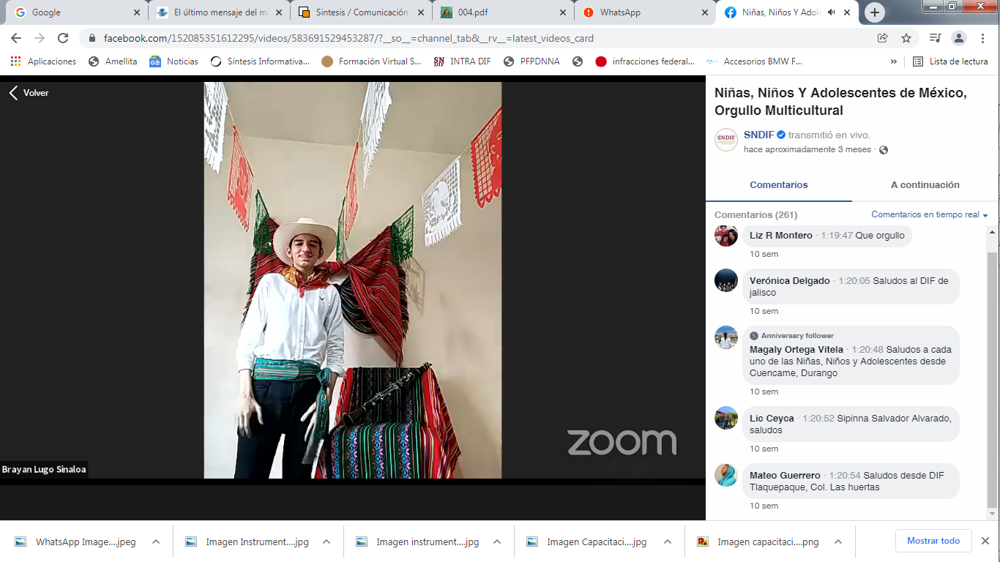 Google
El último mensaje del m
Sintesis / Comunicación
004.pdf
WhatsApp
Niñas, Niños Y Adole
facebook.com/152085351612295/videos/583691529453287/?__so__=channel_tab&__rv__=latest_videos_card
Aplicaciones
Amellita
Noticias
Síntesis Informativa...
Formación Virtual S...
INTRA DIF
PFPDNNA
infracciones federal...
Accesorios BMW F...
»
Lista de lectura
Volver
Brayan Lugo Sinaloa
zoom
Niñas, Niños Y Adolescentes de México,
Orgullo Multicultural
SNDIF
SNDIF transmitió en vivo.
hace aproximadamente 3 meses ·
Comentarios
A continuación
Comentarios (261)
Comentarios en tiempo real
Liz R Montero · 1:19:47 Que orgullo
10 sem
Verónica Delgado · 1:20:05 Saludos al DIF de
jalisco
10 sem
Anniversary follower
Magaly Ortega Vitela · 1:20:48 Saludos a cada
uno de las Niñas, Niños y Adolescentes desde
Cuencame, Durango
10 sem
Lic Ceyca · 1:20:52 Sipinna Salvador Alvarado,
saludos
10 sem
Mateo Guerrero · 1:20:54 Saludos desde DIF
Tlaquepaque, Col. Las huertas
10 sem
WhatsApp Image....jpeg
Imagen Instrument....jpg
Imagen instrument....jpg
Imagen Capacitaci....jpg
Imagen capacitaci....png
Mostrar todo